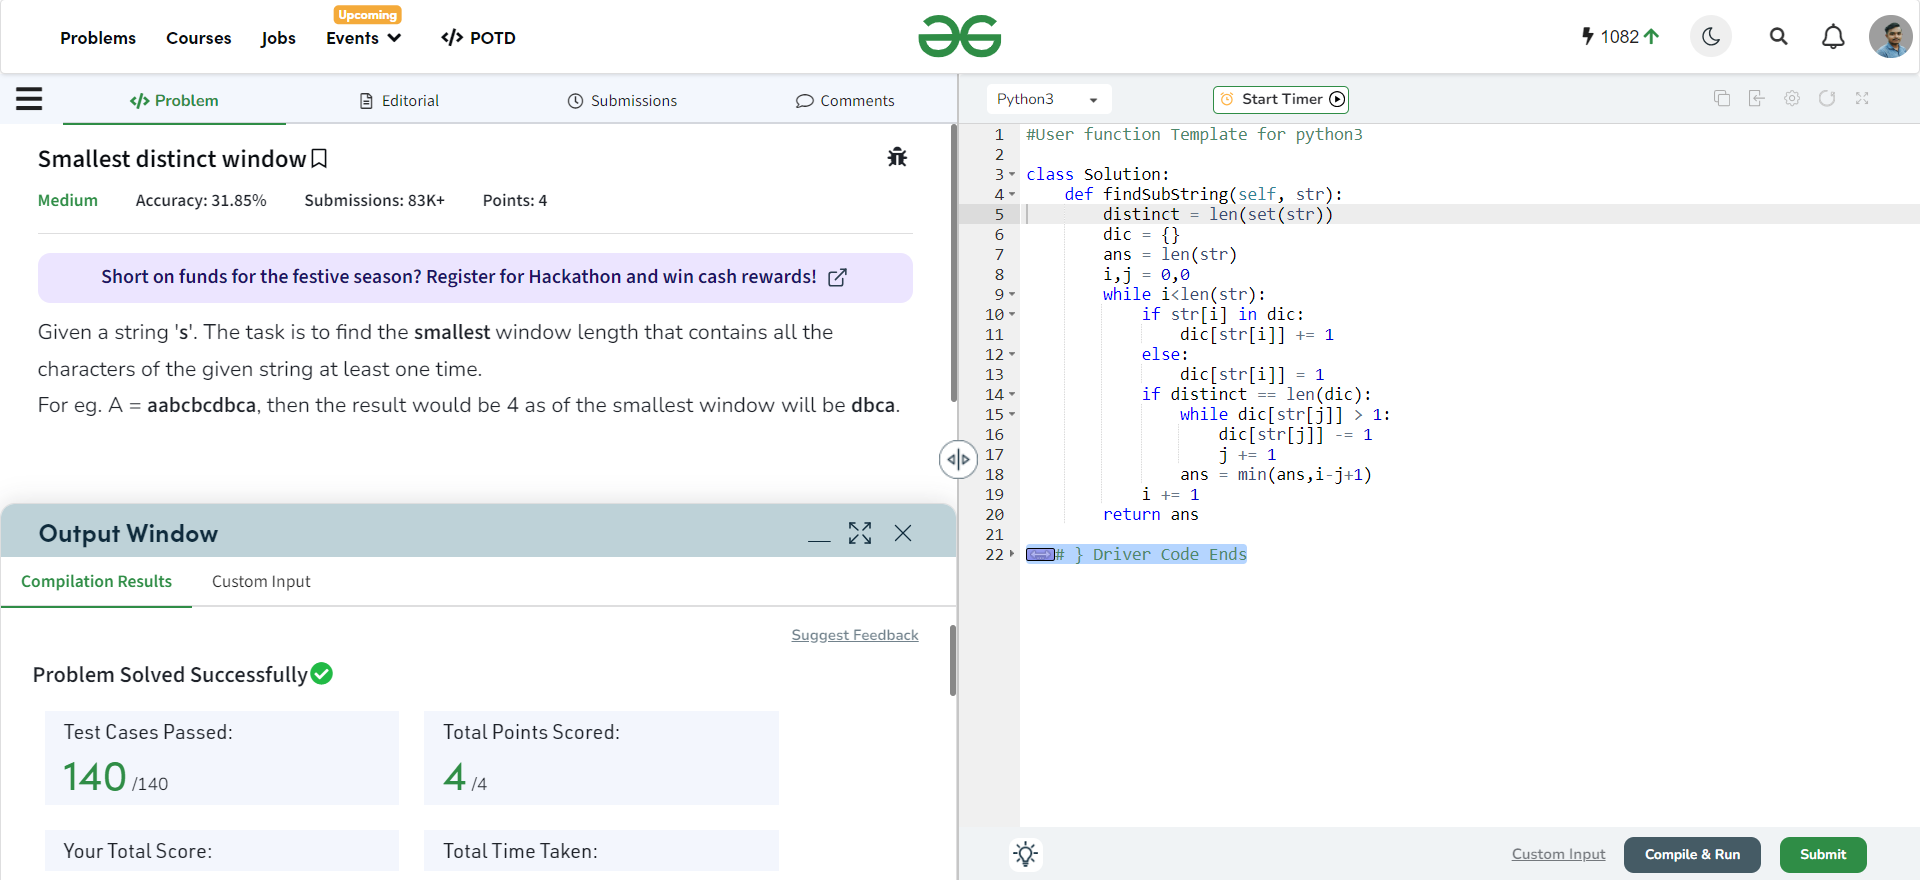 Problems Courses Jobs Events POTD
Upcoming
1082
Problem Editorial Submissions Comments
Smallest distinct window
Medium Accuracy: 31.85% Submissions: 83K+ Points: 4
Short on funds for the festive season? Register for Hackathon and win cash rewards!
Given a string 's'. The task is to find the smallest window length that contains all the
characters of the given string at least one time.
For eg. A = aabcbcdbca, then the result would be 4 as of the smallest window will be dbca.
Output Window
Compilation Results Custom Input
Suggest Feedback
Problem Solved Successfully
Test Cases Passed:
140 /140
Total Points Scored:
4 /4
Your Total Score:
Total Time Taken:
Python3
Start Timer
1 #User function Template for python3
2
3 class Solution:
4     def findSubString(self, str):
5         distinct = len(set(str))
6         dic = {}
7         ans = len(str)
8         i,j = 0,0
9         while i<len(str):
10             if str[i] in dic:
11                 dic[str[i]] += 1
12             else:
13                 dic[str[i]] = 1
14             if distinct == len(dic):
15                 while dic[str[j]] > 1:
16                     dic[str[j]] -= 1
17                     j += 1
18                 ans = min(ans,i-j+1)
19             i += 1
20         return ans
21
22 # } Driver Code Ends
Custom Input Compile & Run Submit